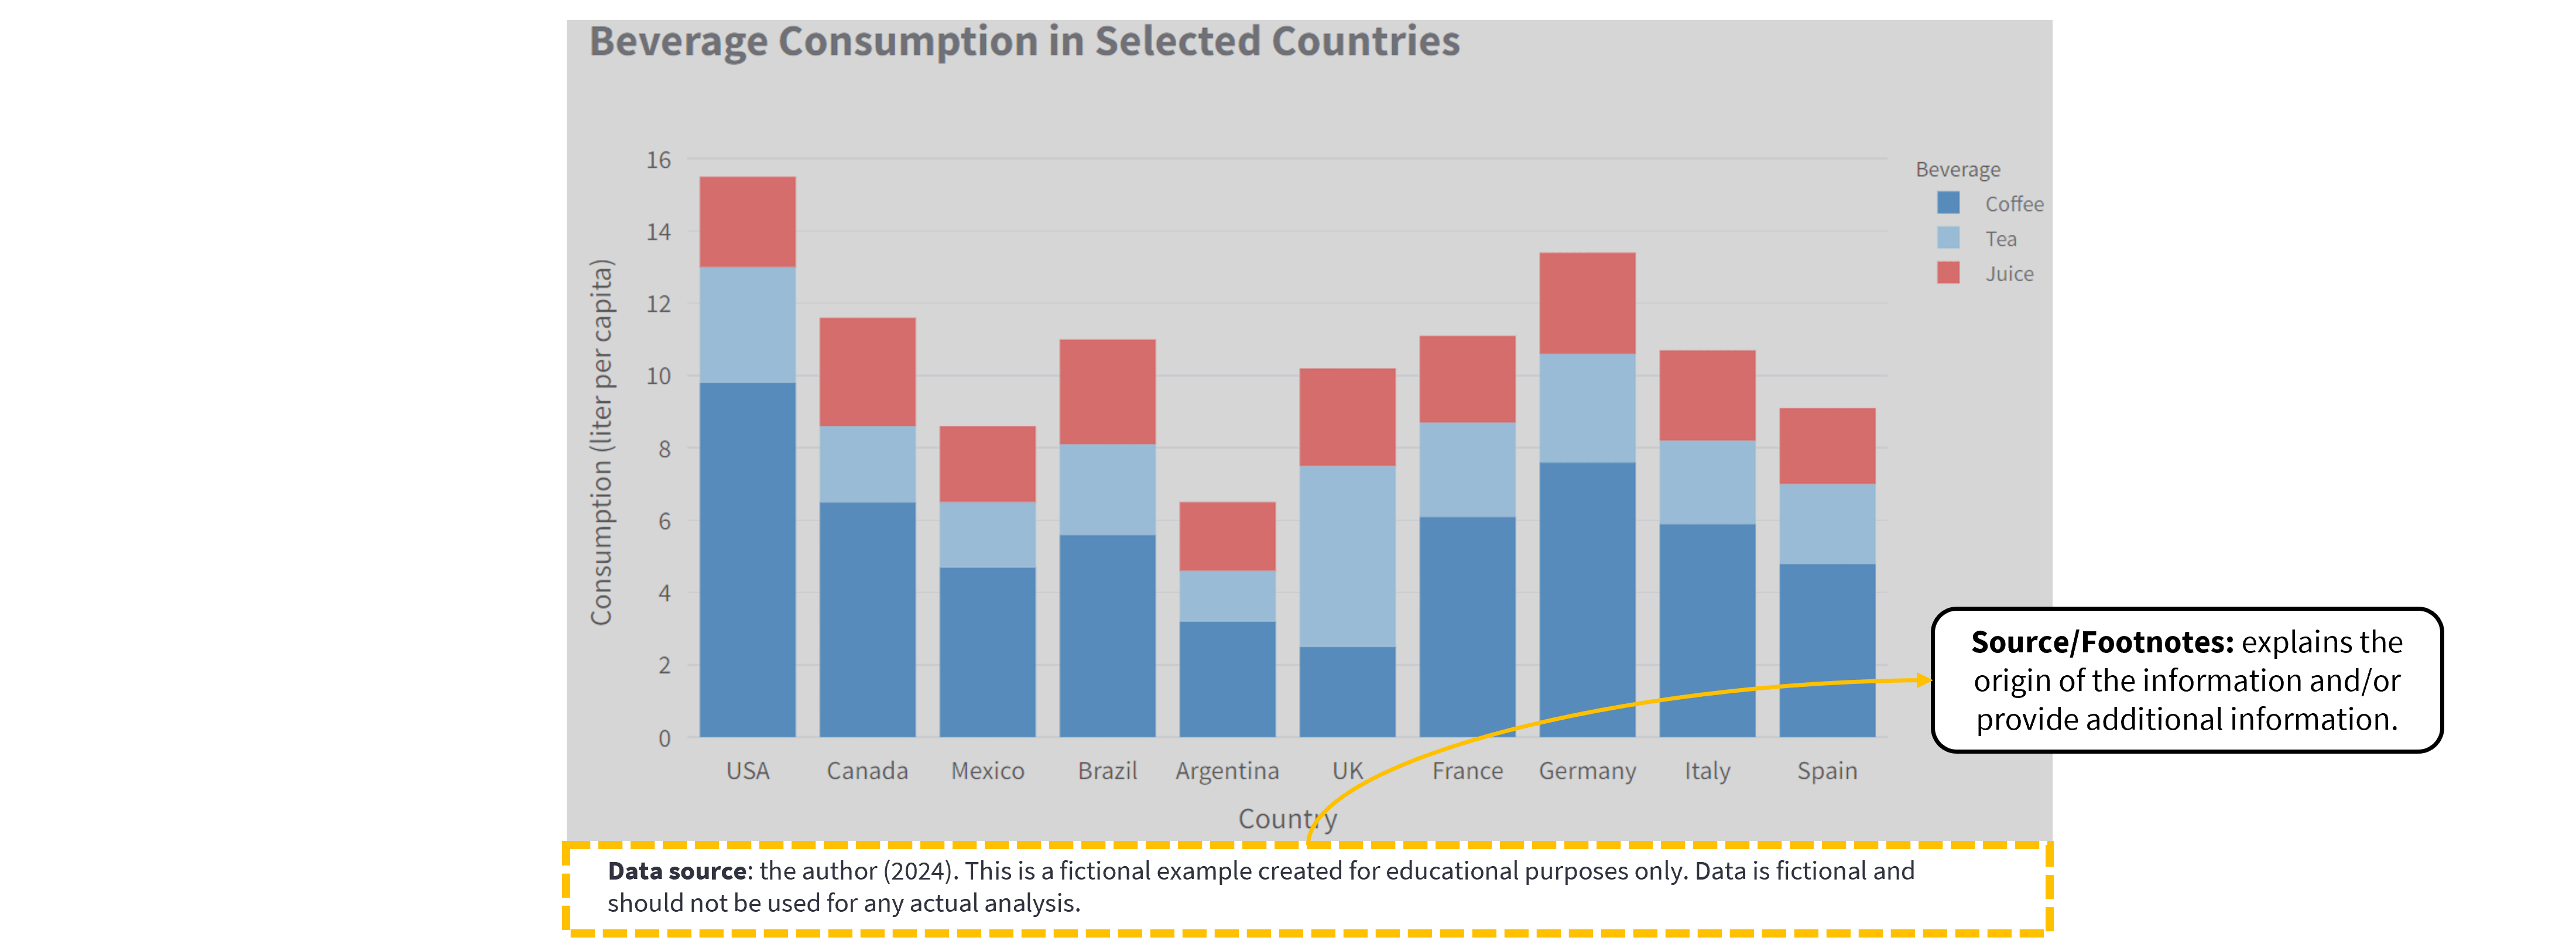 Beverage Consumption in Selected Countries
Consumption (liter per capita)
16
14
12
10
8
6
4
2
0
USA Canada Mexico Brazil Argentina UK France Germany Italy Spain
Country
Beverage
Coffee
Tea
Juice
Source/Footnotes: explains the
origin of the information and/or
provide additional information.
Data source: the author (2024). This is a fictional example created for educational purposes only. Data is fictional and
should not be used for any actual analysis.